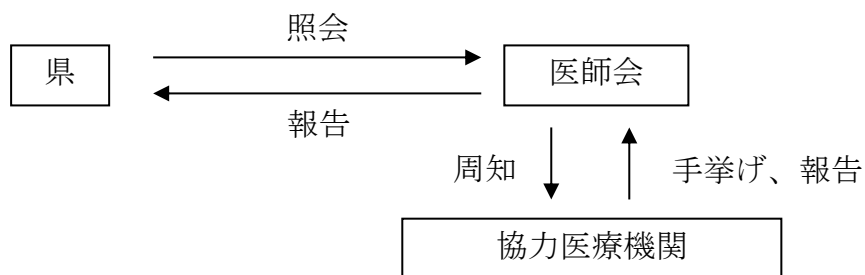 照会
県
医師会
報告
周知
手挙げ、報告
協力医療機関